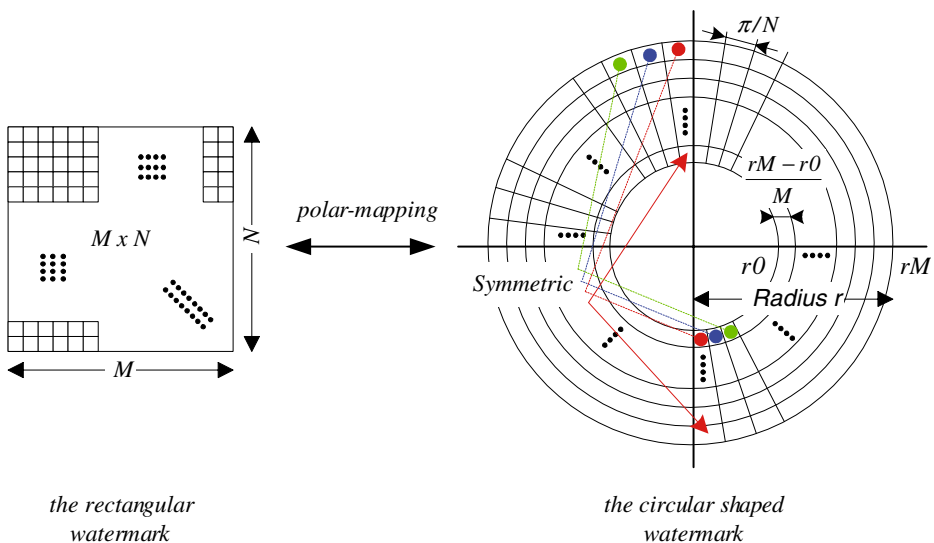 π/N
rM – r0
M
polar-mapping
M x N
N
Symmetric
r0
rM
Radius r
M
the rectangular
watermark
the circular shaped
watermark